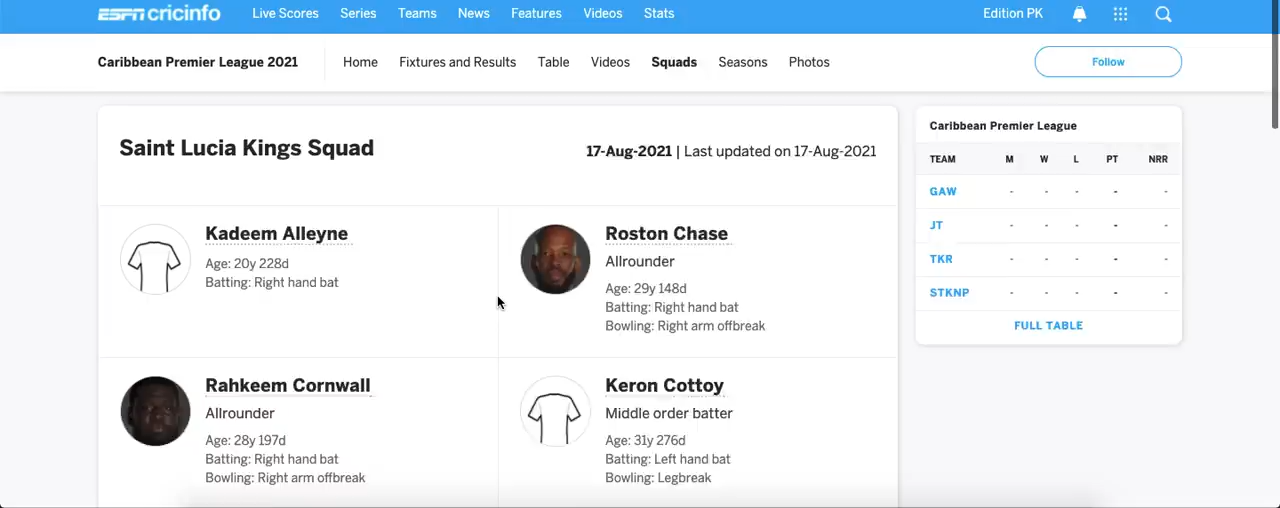 ESPN cricinfo Live Scores Series Teams News Features Videos Stats Edition PK
Caribbean Premier League 2021 Home Fixtures and Results Table Videos Squads Seasons Photos Follow
Saint Lucia Kings Squad
17-Aug-2021 | Last updated on 17-Aug-2021
Kadeem Alleyne
Age: 20y 228d
Batting: Right hand bat
Roston Chase
Allrounder
Age: 29y 148d
Batting: Right hand bat
Bowling: Right arm offbreak
Rahkeem Cornwall
Allrounder
Age: 28y 197d
Batting: Right hand bat
Bowling: Right arm offbreak
Keron Cottoy
Middle order batter
Age: 31y 276d
Batting: Left hand bat
Bowling: Legbreak
Caribbean Premier League
TEAM M W L PT NRR
GAW - - - - -
JT - - - - -
TKR - - - - -
STKNP - - - - -
FULL TABLE